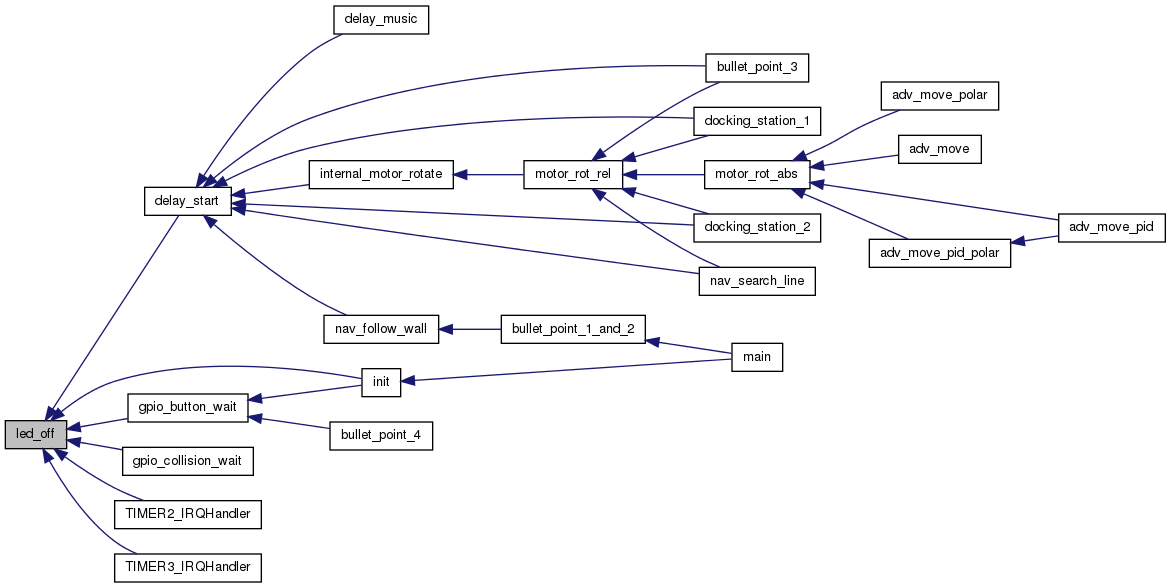 delay_music
bullet_point_3
adv_move_polar
docking_station_1
adv_move
internal_motor_rotate
motor_rot_rel
motor_rot_abs
delay_start
docking_station_2
adv_move_pid
adv_move_pid_polar
nav_search_line
nav_follow_wall
bullet_point_1_and_2
main
init
gpio_button_wait
led_off
bullet_point_4
gpio_collision_wait
TIMER2_IRQHandler
TIMER3_IRQHandler